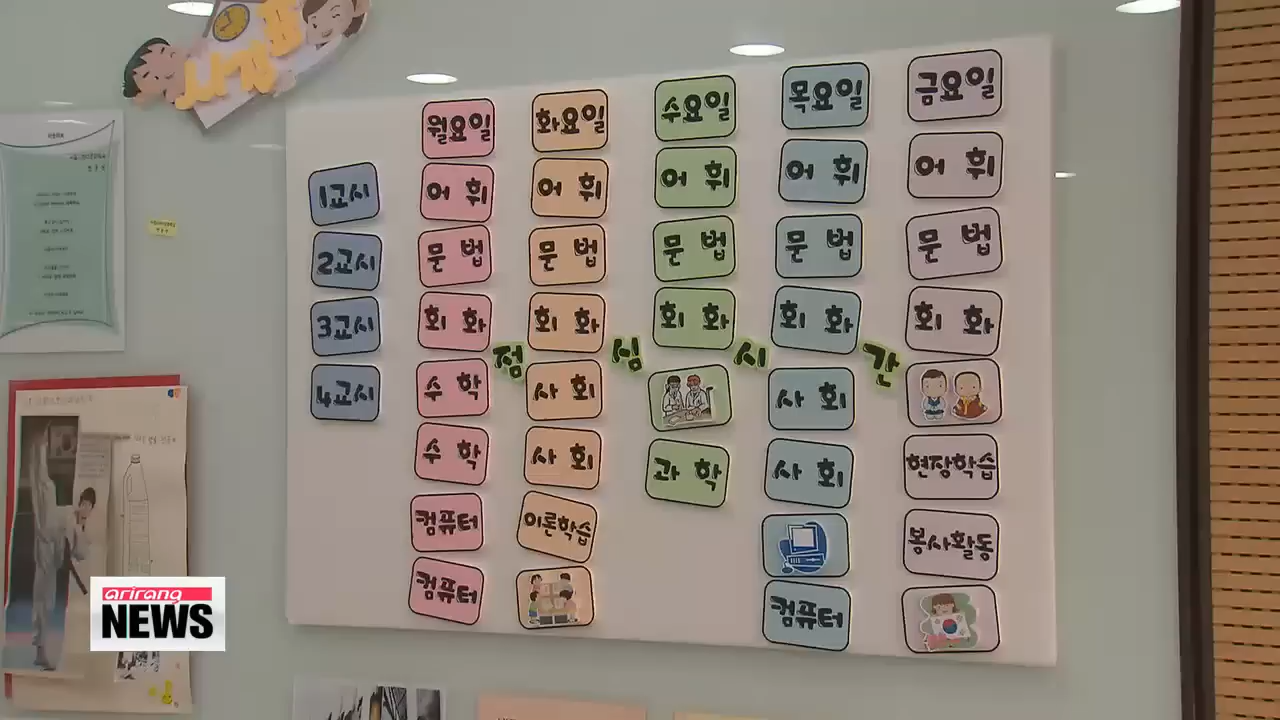 시간표
월요일 화요일 수요일 목요일 금요일
1교시 어휘 어휘 어휘 어휘 어휘
2교시 문법 문법 문법 문법 문법
3교시 회화 회화 회화 회화 회화
점심시간
4교시 수학 사회 사회
수학 사회 과학 사회 현장학습
컴퓨터 이론학습 봉사활동
컴퓨터 컴퓨터
arirang
NEWS